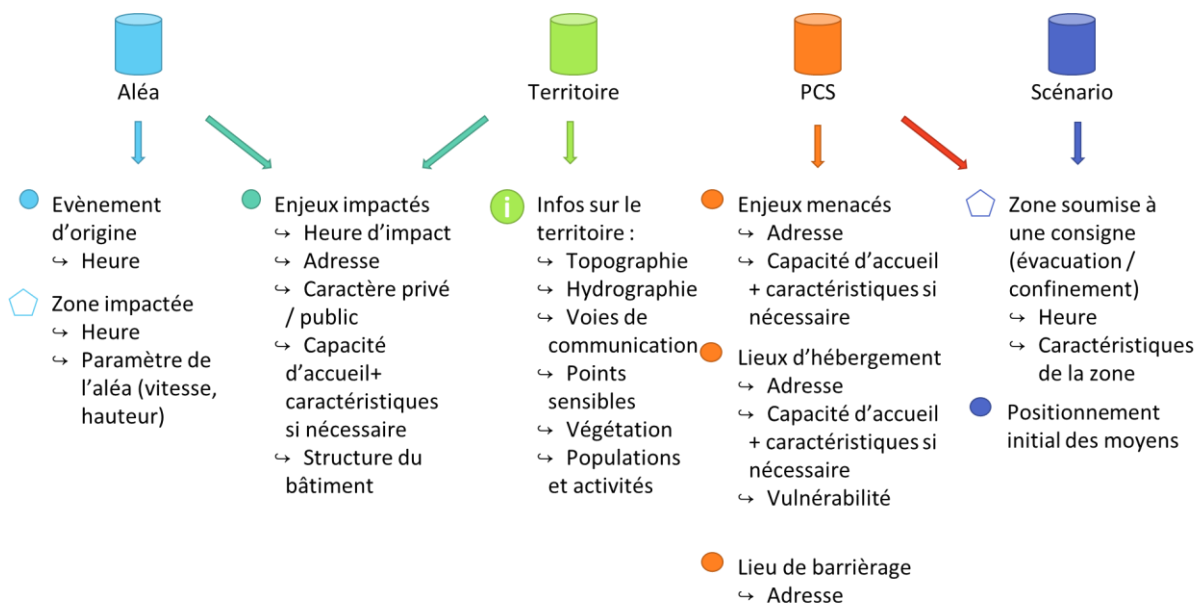 Aléa
Territoire
PCS
Scénario
Evènement
d'origine
↪ Heure
Zone impactée
↪ Heure
↪ Paramètre de
l'aléa (vitesse,
hauteur)
Enjeux impactés
↪ Heure d'impact
↪ Adresse
↪ Caractère privé
/ public
↪ Capacité
d'accueil+
caractéristiques
si nécessaire
↪ Structure du
bâtiment
i
Infos sur le
territoire :
↪ Topographie
↪ Hydrographie
↪ Voies de
communication
↪ Points
sensibles
↪ Végétation
↪ Populations
et activités
Enjeux menacés
↪ Adresse
↪ Capacité d'accueil
+ caractéristiques si
nécessaire
Lieux d'hébergement
↪ Adresse
↪ Capacité d'accueil
+ caractéristiques si
nécessaire
↪ Vulnérabilité
Lieu de barrièrage
↪ Adresse
Zone soumise à
une consigne
(évacuation /
confinement)
↪ Heure
↪ Caractéristiques
de la zone
Positionnement
initial des moyens